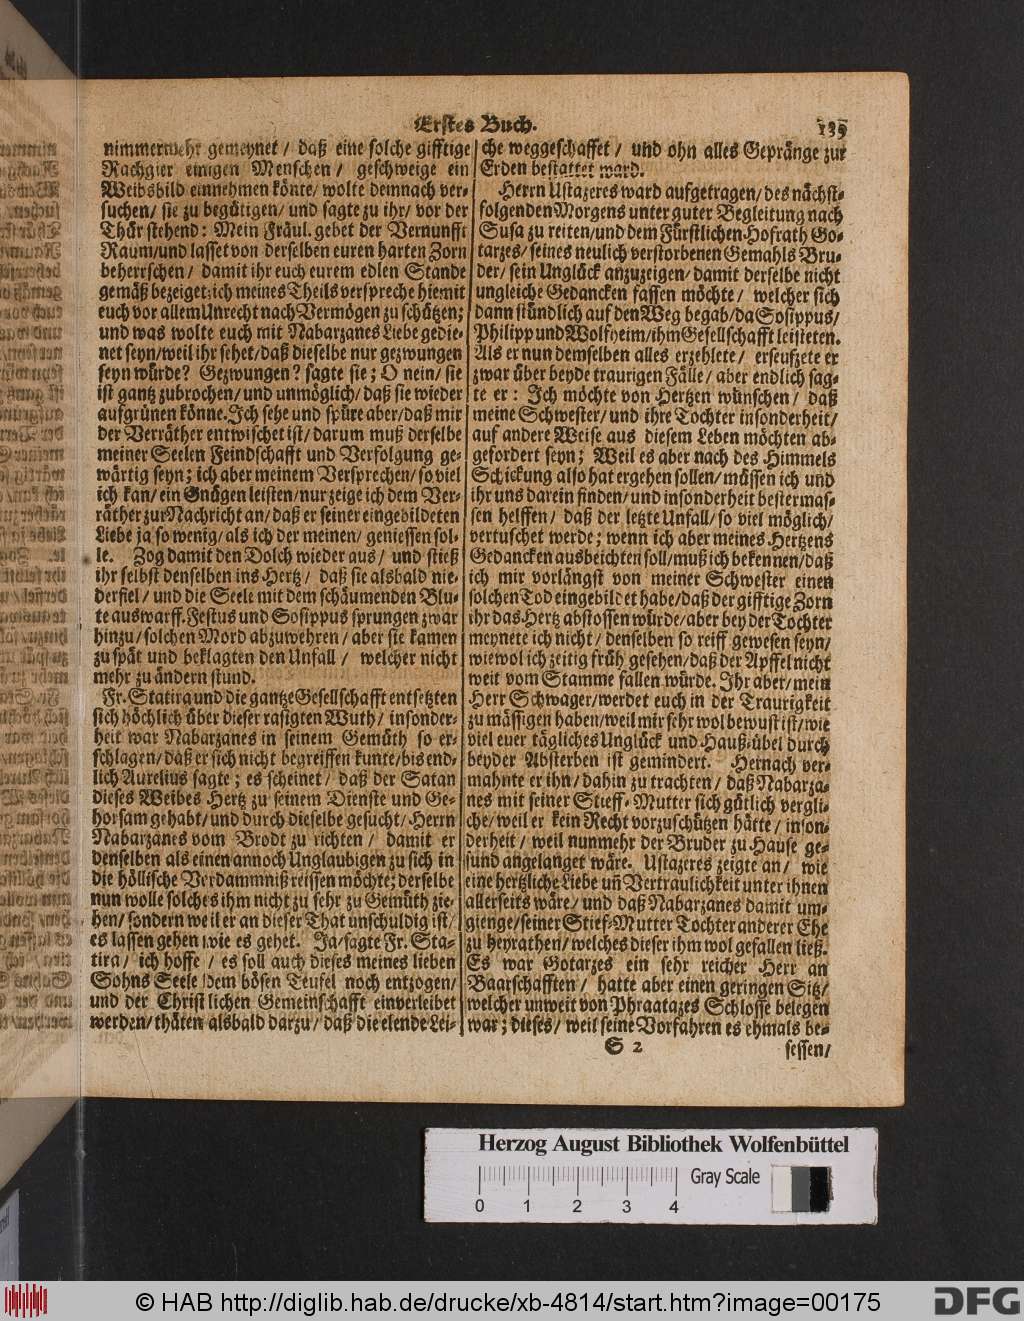 Erstes Buch. 139
nimmermehr gemeynet / daß eine solche gifftige
Rachgier einigen Menschen / geschweige ein
Weibsbild einnehmen könte/ wolte demnach ver-
suchen/ sie zu begütigen/ und sagte zu ihr/ vor der
Thür stehend: Mein Fräul. gebet der Vernunfft
Raum/und lasset von derselben euren harten Zorn
beherrschen / damit ihr euch eurem edlen Stande
gemäß bezeiget; ich meines Theils verspreche hiemit
euch vor allem Unrecht nach Vermögen zu schützen;
und was wolte euch mit Nabarzanes Liebe gedie-
net seyn/weil ihr sehet/daß dieselbe nur gezwungen
seyn würde? Gezwungen? sagte sie; O nein/ sie
ist gantz zubrochen/ und unmöglich/ daß sie wieder
aufgrünen könne. Ich sehe und spüre aber/daß mir
der Verräther entwischet ist/ darum muß derselbe
meiner Seelen Feindschafft und Verfolgung ge-
wärtig seyn; ich aber meinem Versprechen/ so viel
ich kan/ ein Gnügen leisten/nur zeige ich dem Ver-
räther zur Nachricht an/ daß er seiner eingebildeten
Liebe ja so wenig/ als ich der meinen/ geniessen sol-
le. Zog damit den Dolch wieder aus / und stieß
ihr selbst denselben ins Hertz / daß sie alsbald nie-
derfiel / und die Seele mit dem schäumenden Blu-
te auswarff. Festus und Sosippus sprungen zwar
hinzu/ solchen Mord abzuwehren / aber sie kamen
zu spät und beklagten den Unfall / welcher nicht
mehr zu ändern stund.
Fr. Statira und die gantze Gesellschafft entsetzten
sich höchlich über dieser rasigten Wuth / insonder-
heit war Nabarzanes in seinem Gemüth so er-
schlagen/ daß er sich nicht begreiffen kunte/ bis end-
lich Aurelius sagte; es scheinet / daß der Satan
dieses Weibes Hertz zu seinem Dienste und Ge-
horsam gehabt/ und durch dieselbe gesucht/ Herrn
Nabarzanes vom Brodt zu richten / damit er
denselben als einen annoch Unglaubigen zu sich in
die höllische Verdammniß reissen möchte; derselbe
nun wolle solches ihm nicht zu sehr zu Gemüth zie-
hen/ sondern weil er an dieser That unschuldig ist/
es lassen gehen wie es gehet. Ja/ sagte Fr. Sta-
tira / ich hoffe / es soll auch dieses meines lieben
Sohns Seele dem bösen Teufel noch entzogen/
und der Christlichen Gemeinschafft einverleibet
werden/ thäten alsbald darzu / daß die elende Lei-
che weggeschaffet / und ohn alles Gepränge zur
Erden bestattet ward.
Herrn Ustazeres ward aufgetragen/ des nächst-
folgenden Morgens unter guter Begleitung nach
Susa zu reiten/ und dem Fürstlichen Hofrath Go-
tarzes/ seines neulich verstorbenen Gemahls Bru-
der/ sein Unglück anzuzeigen/ damit derselbe nicht
ungleiche Gedancken fassen möchte / welcher sich
dann stündlich auf den Weg begab/ da Sosippus/
Philipp und Wolfheim/ ihm Gesellschafft leisteten.
Als er nun demselben alles erzehlete / erseufzete er
zwar über beyde traurigen Fälle / aber endlich sag-
te er: Ich möchte von Hertzen wünschen / daß
meine Schwester/ und ihre Tochter insonderheit/
auf andere Weise aus diesem Leben möchten ab-
gefordert seyn; Weil es aber nach des Himmels
Schickung also hat ergehen sollen/ müssen ich und
ihr uns darein finden/ und insonderheit bestermas-
sen helffen / daß der letzte Unfall/ so viel möglich/
vertuschet werde; wenn ich aber meines Hertzens
Gedancken ausbeichten soll/muß ich bekennen/daß
ich mir vorlängst von meiner Schwester einen
solchen Tod eingebildet habe/daß der gifftige Zorn
ihr das Hertz abstossen würde/ aber bey der Tochter
meynete ich nicht / denselben so reiff gewesen seyn/
wiewol ich zeitig früh gesehen/daß der Apffel nicht
weit vom Stamme fallen würde. Ihr aber/ mein
Herr Schwager/werdet euch in der Traurigkeit
zu mässigen haben/weil mir sehr wol bewust ist/ wie
viel euer tägliches Unglück und Hauß-übel durch
beyder Absterben ist gemindert. Hernach ver-
mahnte er ihn / dahin zu trachten / daß Nabarza-
nes mit seiner Stieff-Mutter sich gütlich vergli-
che/ weil er kein Recht vorzuschützen hätte / inson-
derheit / weil nunmehr der Bruder zu Hause ge-
sund angelanget wäre. Ustazeres zeigte an / wie
eine hertzliche Liebe uñ Vertraulichkeit unter ihnen
allerseits wäre/ und daß Nabarzanes damit um-
gienge/ seiner Stief-Mutter Tochter anderer Ehe
zu heyrathen/ welches dieser ihm wol gefallen ließ.
Es war Gotarzes ein sehr reicher Herr an
Baarschafften / hatte aber einen geringen Sitz/
welcher unweit von Phraatazes Schlosse belegen
war; dieses/ weil seine Vorfahren es ehmals be-
S 2 sessen/
Herzog August Bibliothek Wolfenbüttel
Gray Scale
0 1 2 3 4
© HAB http://diglib.hab.de/drucke/xb-4814/start.htm?image=00175
DFG